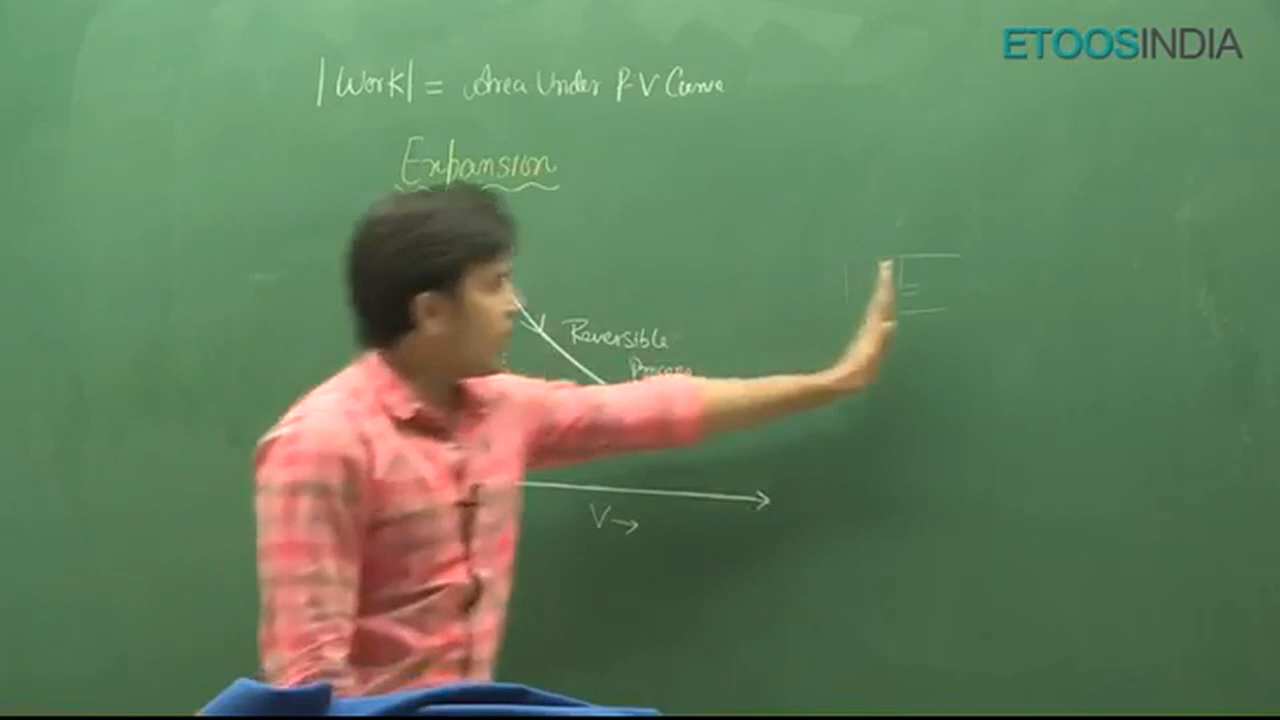 ETOOSINDIA
|Work| = Area Under P-V Curve
Expansion
Reversible
Process
V→